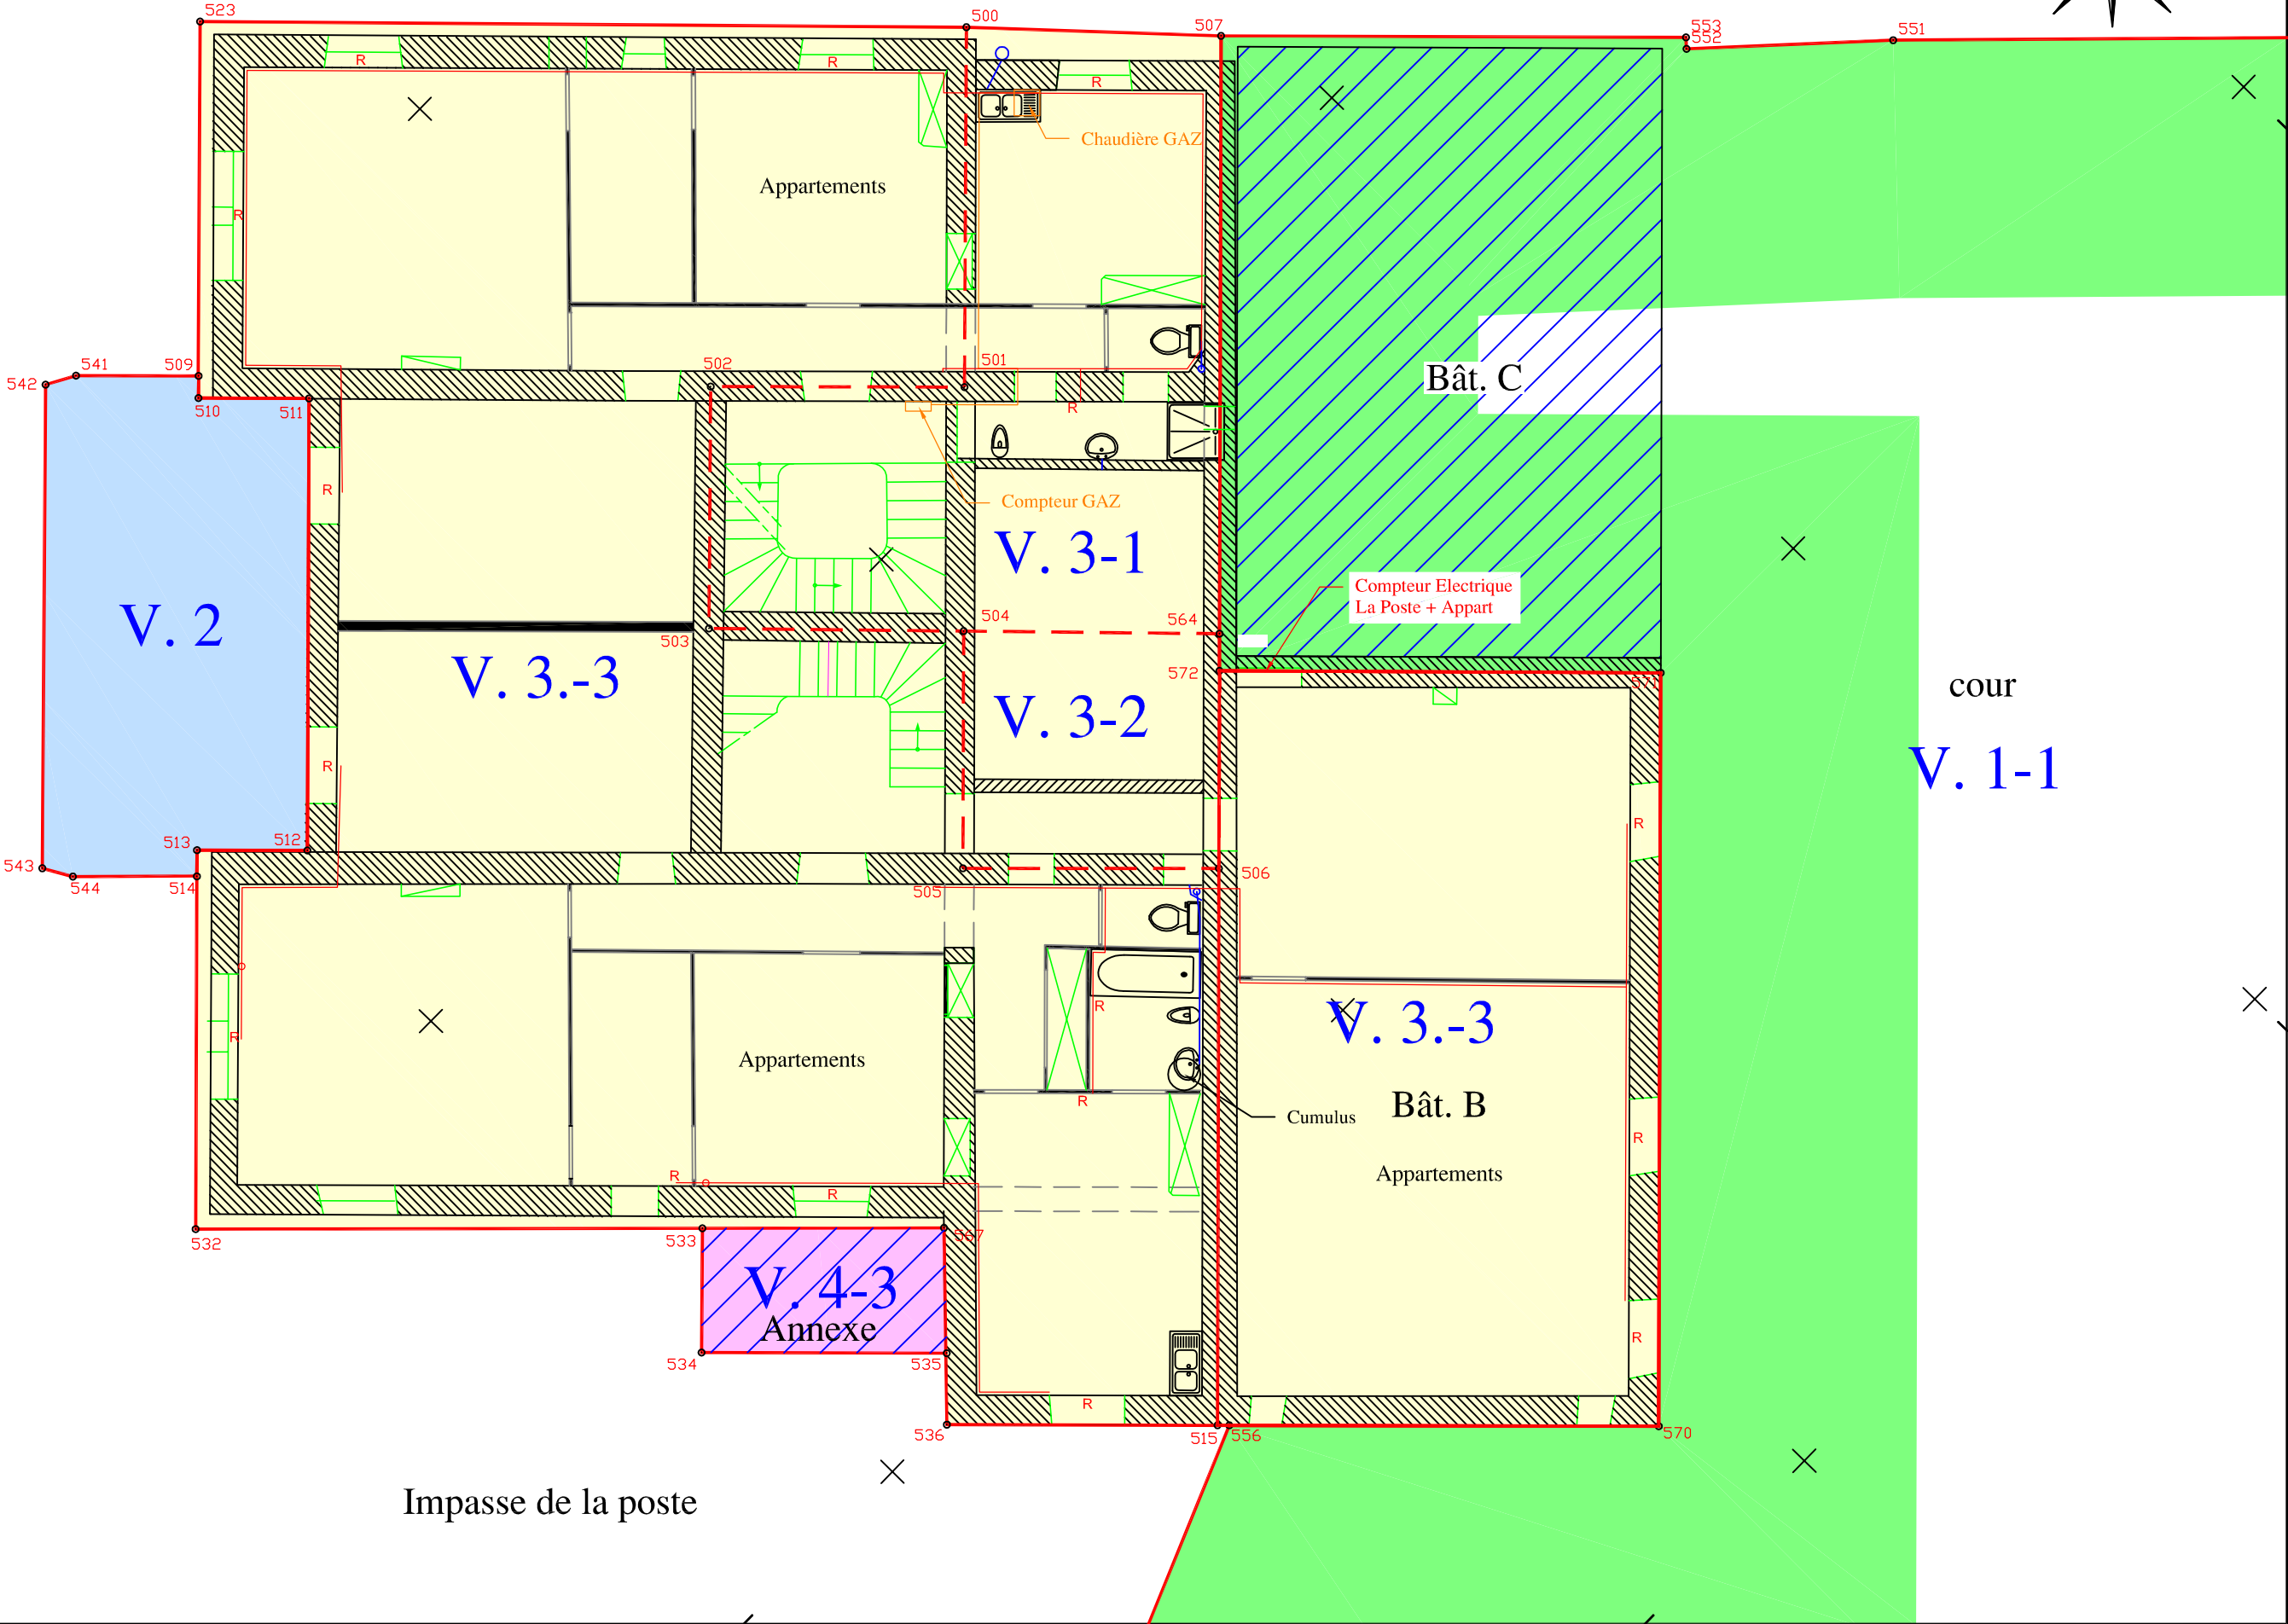 523
500
507
553
552
551
R
R
R
Chaudière GAZ
Appartements
R
541
509
502
501
542
Bât. C
510
511
R
R
Compteur GAZ
V. 3-1
Compteur Electrique
La Poste + Appart
V. 2
504
564
503
V. 3.-3
572
571
cour
V. 3-2
V. 1-1
R
R
513
512
543
544
514
505
506
R
V. 3.-3
R
Appartements
R
Bât. B
Cumulus
R
Appartements
R
R
532
533
567
V. 4-3
Annexe
R
534
535
R
536
515
556
570
Impasse de la poste